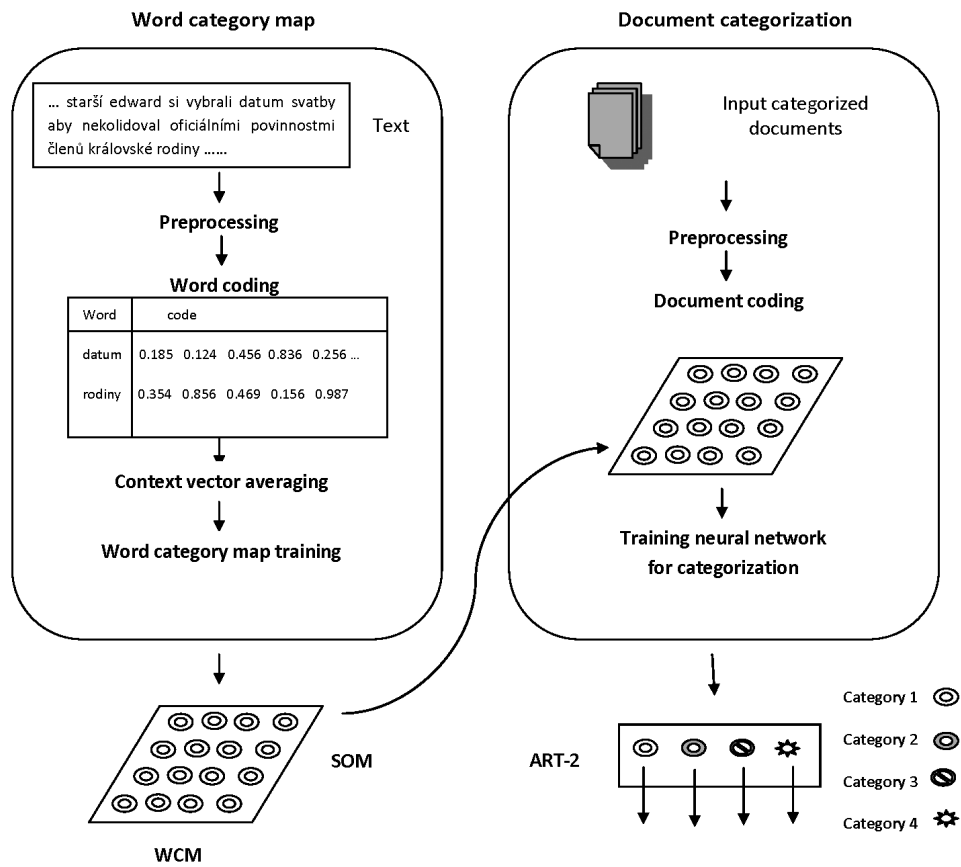 Word category map
... starší edward si vybrali datum svatby
aby nekolidoval oficiálními povinnostmi
členů královské rodiny ......
Text
Preprocessing
Word coding
Word code
datum 0.185 0.124 0.456 0.836 0.256 ...
rodiny 0.354 0.856 0.469 0.156 0.987
Context vector averaging
Word category map training
SOM
WCM
Document categorization
Input categorized
documents
Preprocessing
Document coding
Training neural network
for categorization
ART-2
Category 1
Category 2
Category 3
Category 4